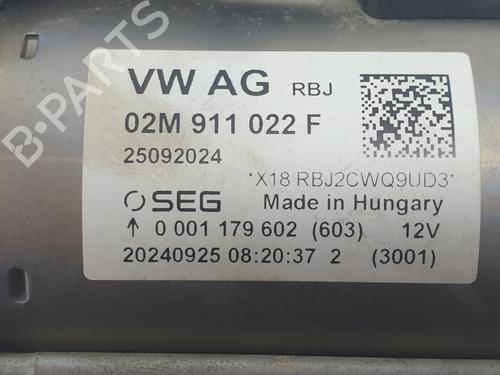 VW AG RBJ
02M 911 022 F
25092024
*X18 RBJ2CWQ9UD3*
SEG Made in Hungary
↑ 0 001 179 602 (603) 12V
20240925 08:20:37 2 (3001)
B-PARTS